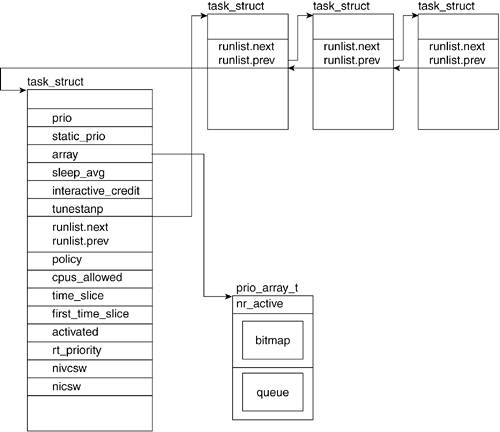 task_struct
task_struct
task_struct
runlist.next
runlist.prev
runlist.next
runlist.prev
runlist.next
runlist.prev
task_struct
prio
static_prio
array
sleep_avg
interactive_credit
tunestanp
runlist.next
runlist.prev
policy
cpus_allowed
time_slice
first_time_slice
activated
rt_priority
nivcsw
nicsw
prio_array_t
nr_active
bitmap
queue